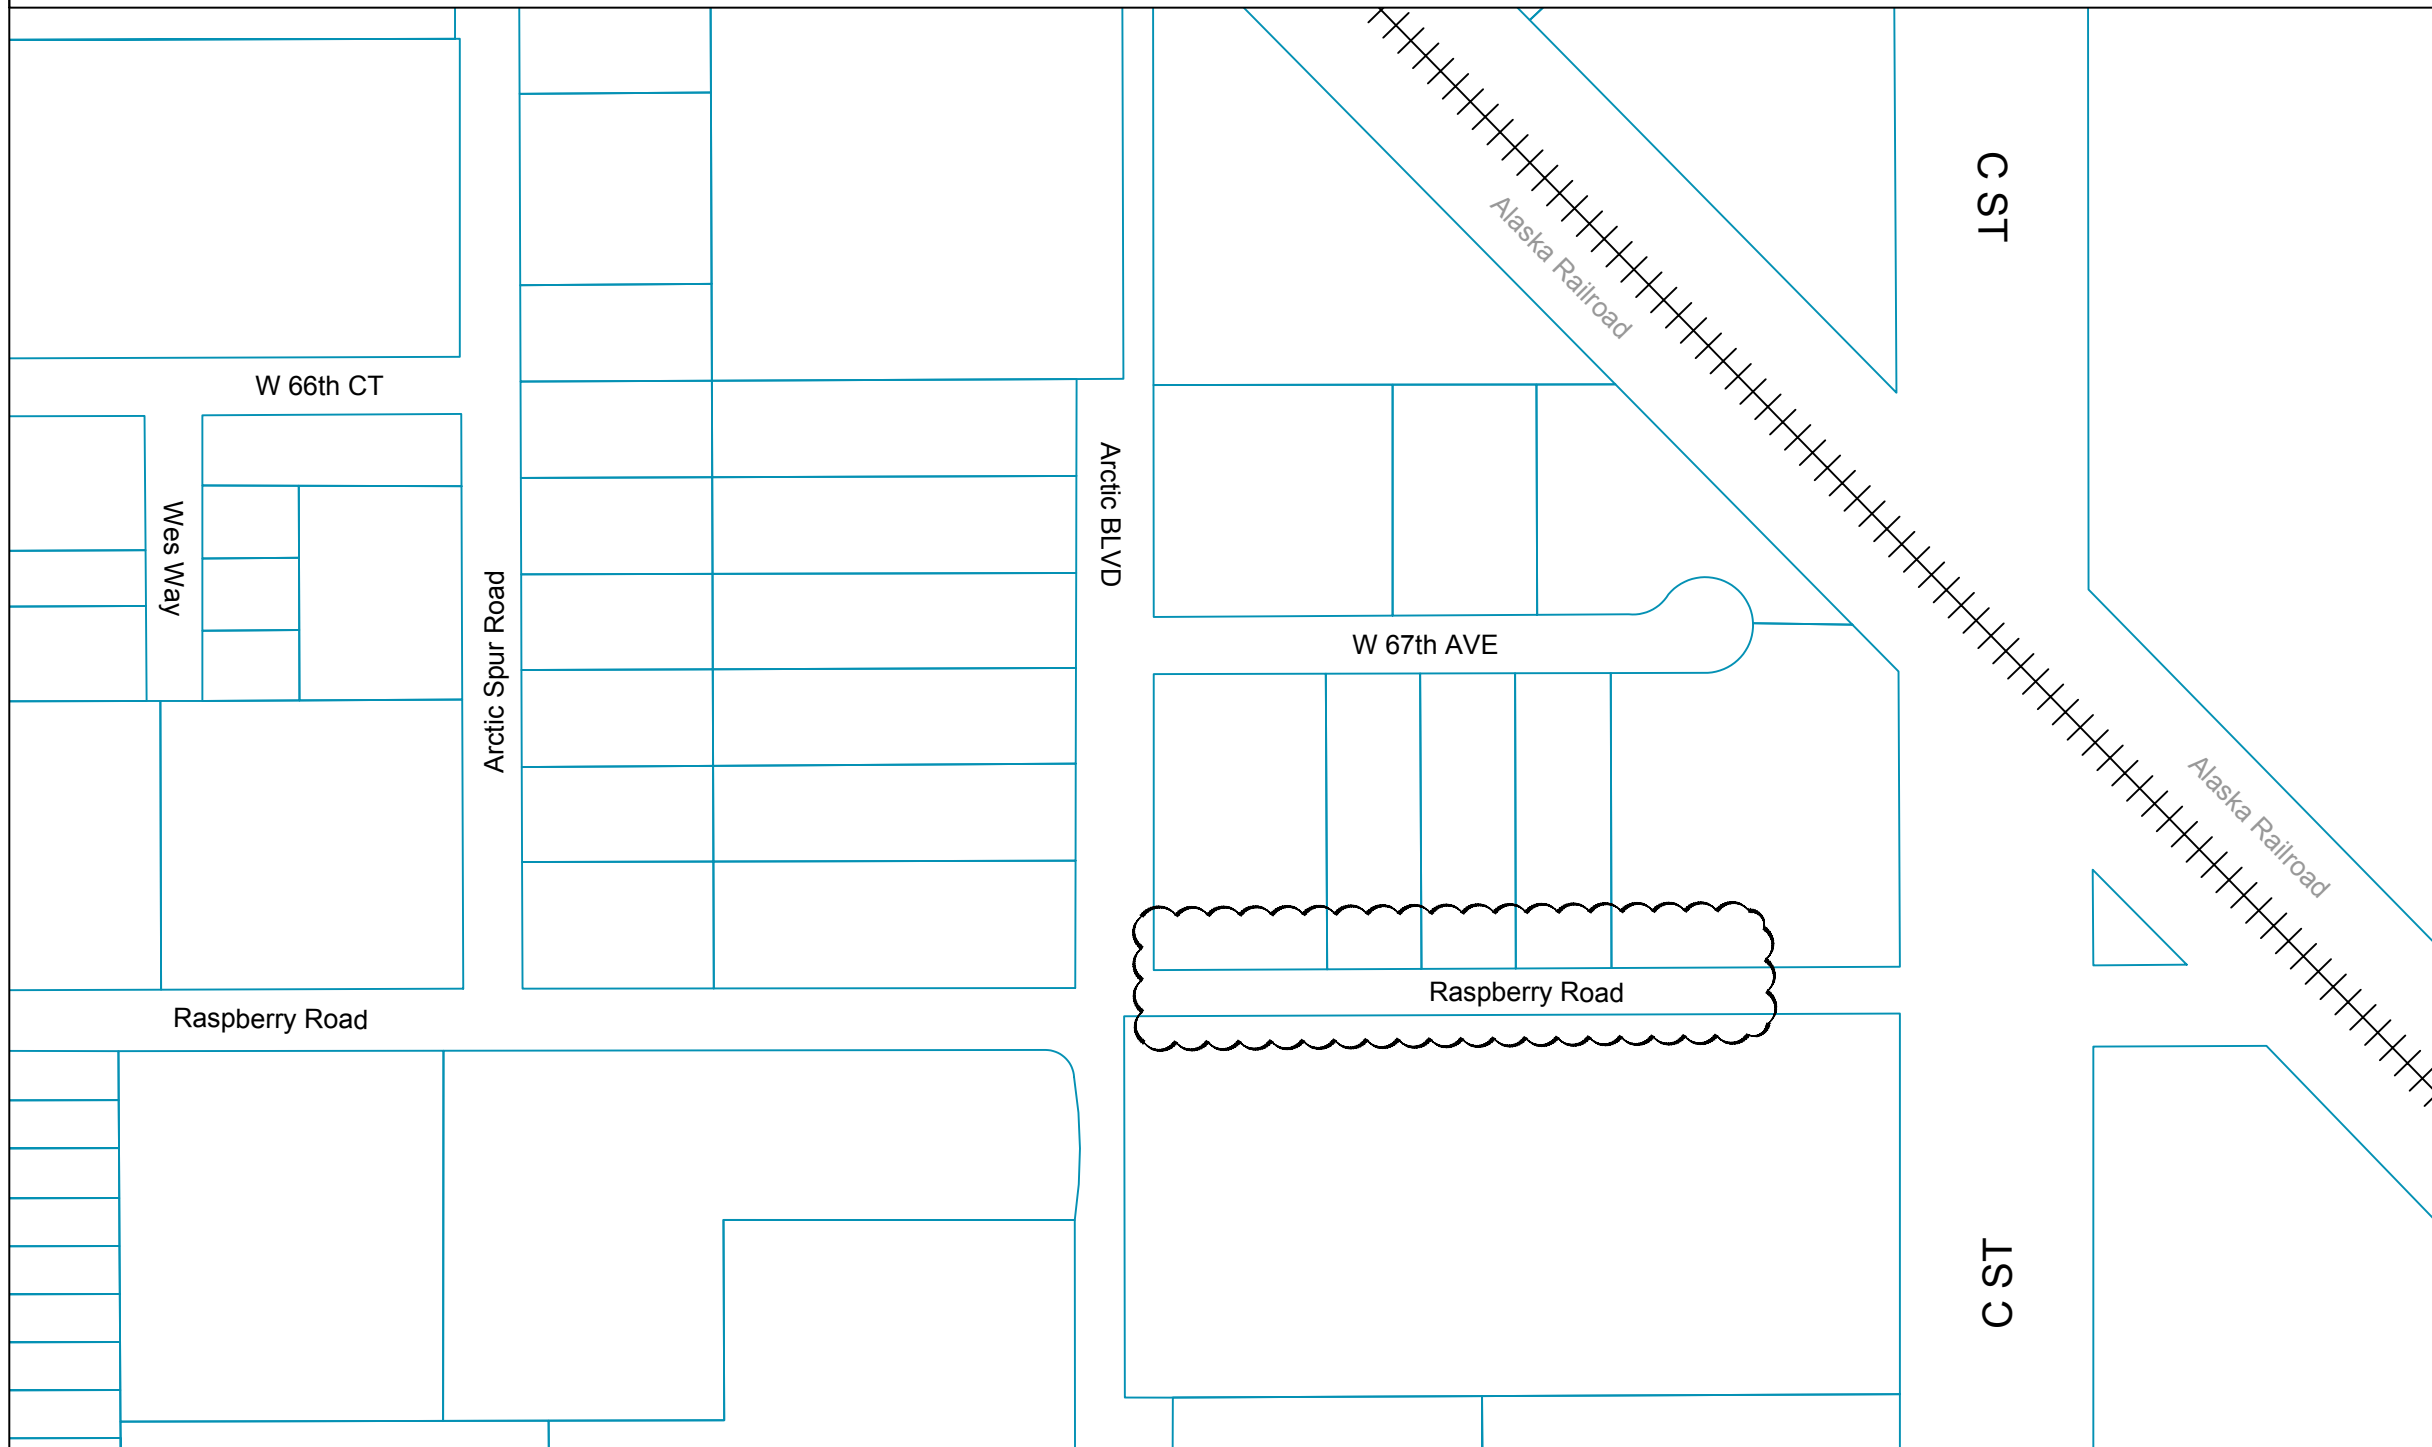 C ST
Alaska Railroad
W 66th CT
Arctic BLVD
Wes Way
Arctic Spur Road
W 67th AVE
Alaska Railroad
Raspberry Road
Raspberry Road
C ST